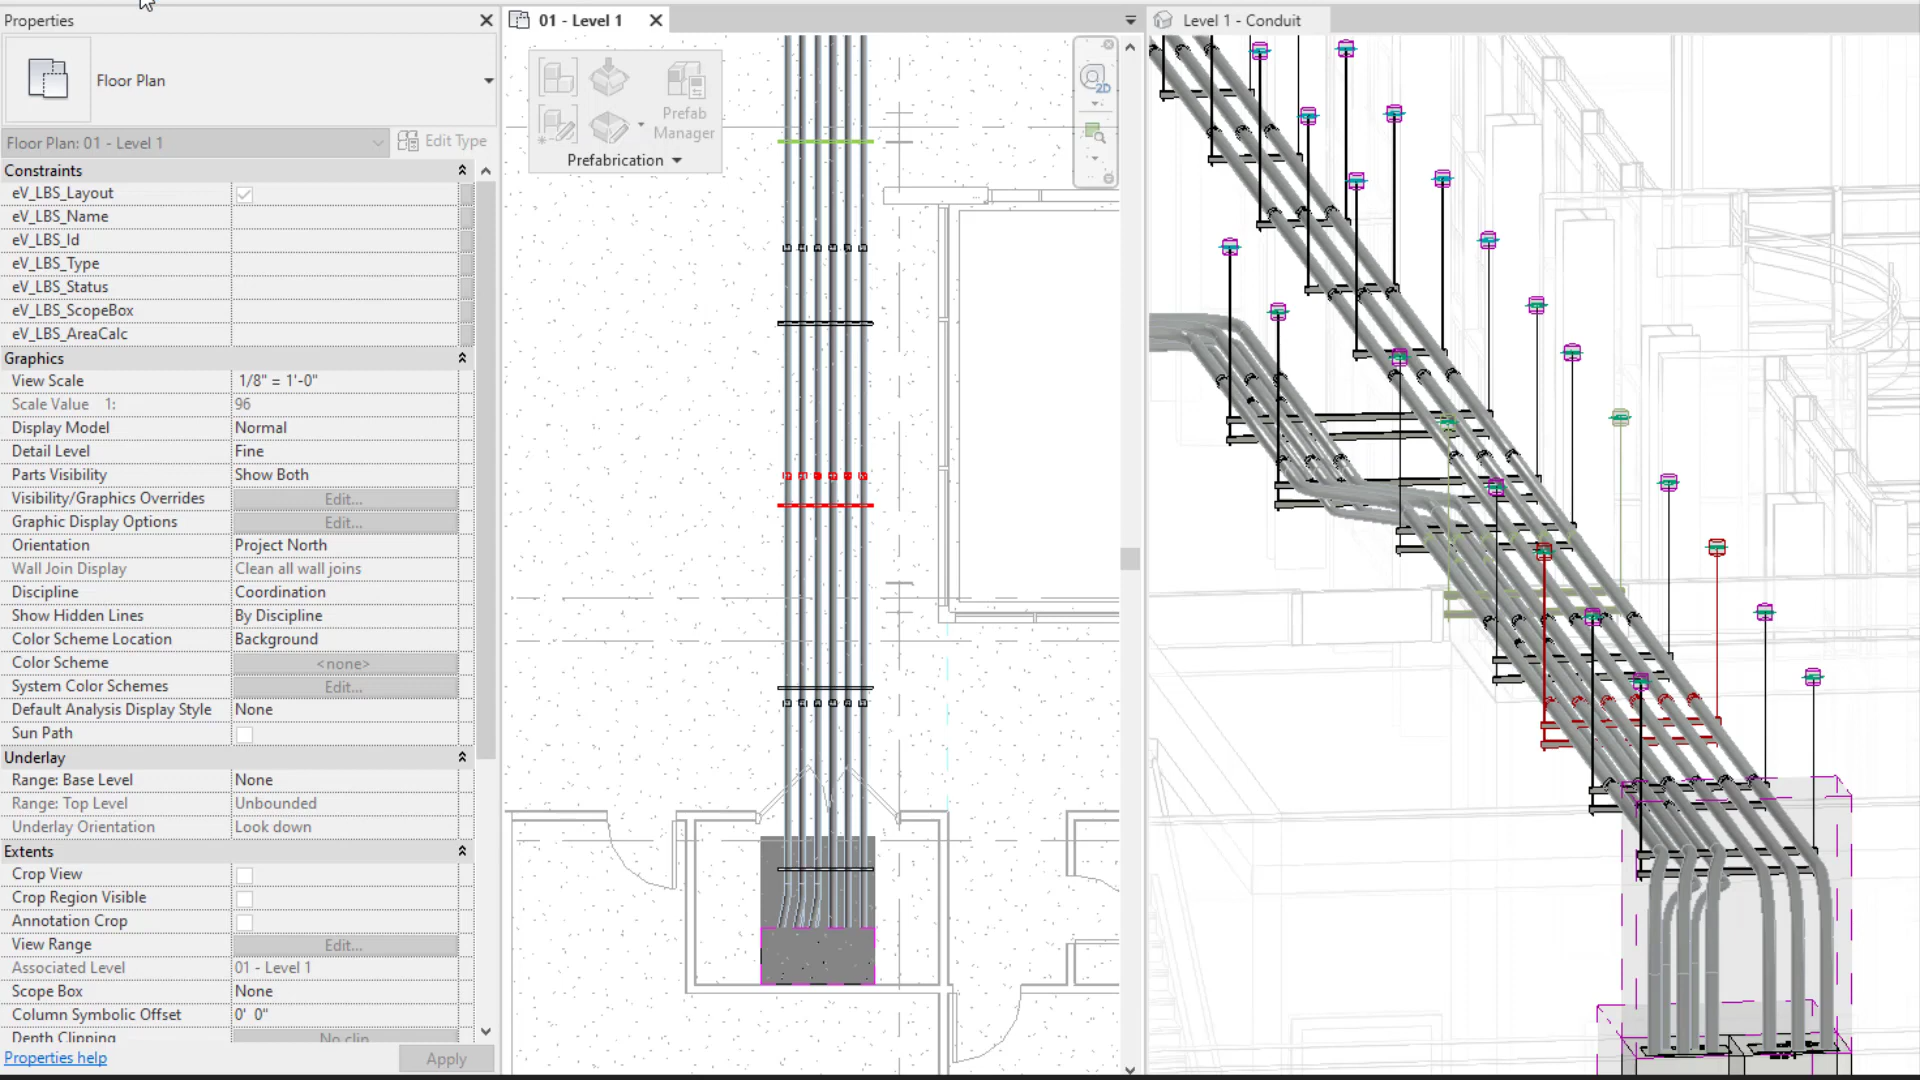 Properties
Floor Plan
Floor Plan: 01 - Level 1
Edit Type
Constraints
eV_LBS_Layout
eV_LBS_Name
eV_LBS_Id
eV_LBS_Type
eV_LBS_Status
eV_LBS_ScopeBox
eV_LBS_AreaCalc
Graphics
View Scale 1/8" = 1'-0"
Scale Value 1: 96
Display Model Normal
Detail Level Fine
Parts Visibility Show Both
Visibility/Graphics Overrides Edit...
Graphic Display Options Edit...
Orientation Project North
Wall Join Display Clean all wall joins
Discipline Coordination
Show Hidden Lines By Discipline
Color Scheme Location Background
Color Scheme <none>
System Color Schemes Edit...
Default Analysis Display Style None
Sun Path
Underlay
Range: Base Level None
Range: Top Level Unbounded
Underlay Orientation Look down
Extents
Crop View
Crop Region Visible
Annotation Crop
View Range Edit...
Associated Level 01 - Level 1
Scope Box None
Column Symbolic Offset 0' 0"
Depth Clipping No clip
Properties help
Apply
01 - Level 1
Prefab
Manager
Prefabrication
2D
Level 1 - Conduit